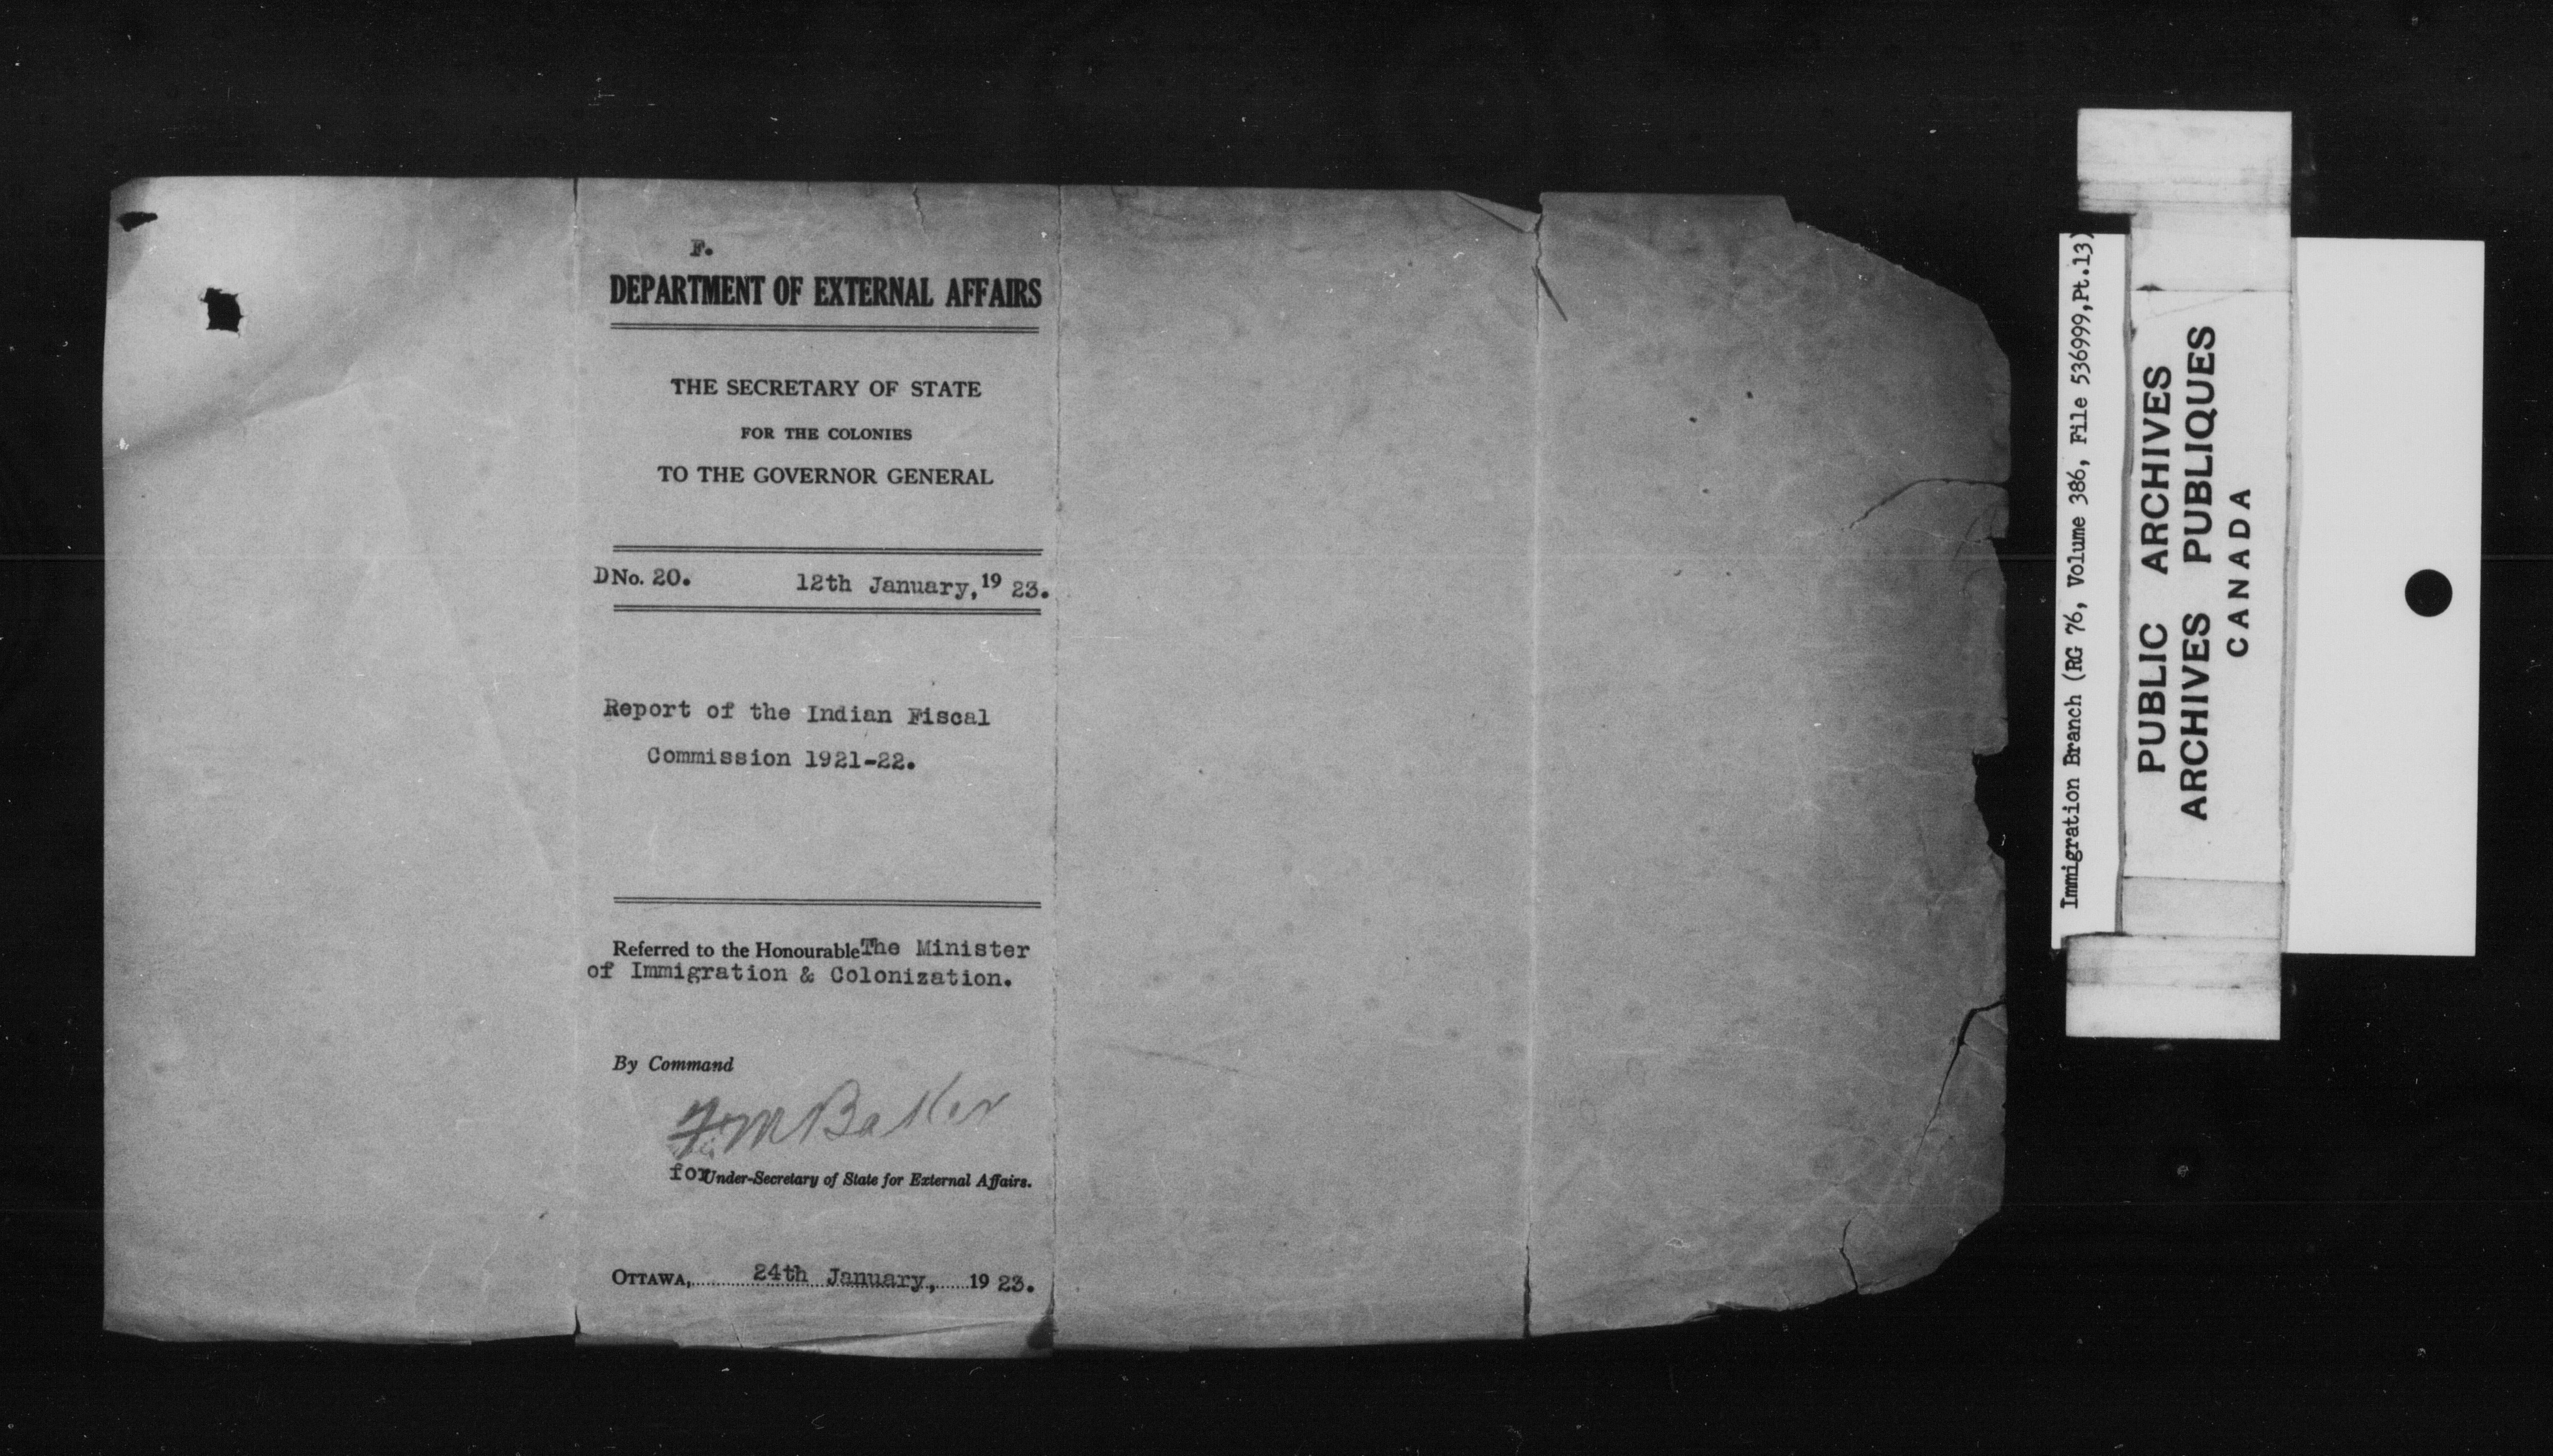 F.
DEPARTMENT OF EXTERNAL AFFAIRS
THE SECRETARY OF STATE
FOR THE COLONIES
TO THE GOVERNOR GENERAL
DNo. 20. 12th January, 19 23.
Report of the Indian Fiscal
Commission 1921-22.
Referred to the Honourable The Minister
of Immigration & Colonization.
By Command
F M Baker
for Under-Secretary of State for External Affairs.
OTTAWA, 24th January, 19 23.
Immigration Branch (RG 76, Volume 386, File 536999, Pt.13)
PUBLIC ARCHIVES
ARCHIVES PUBLIQUES
CANADA